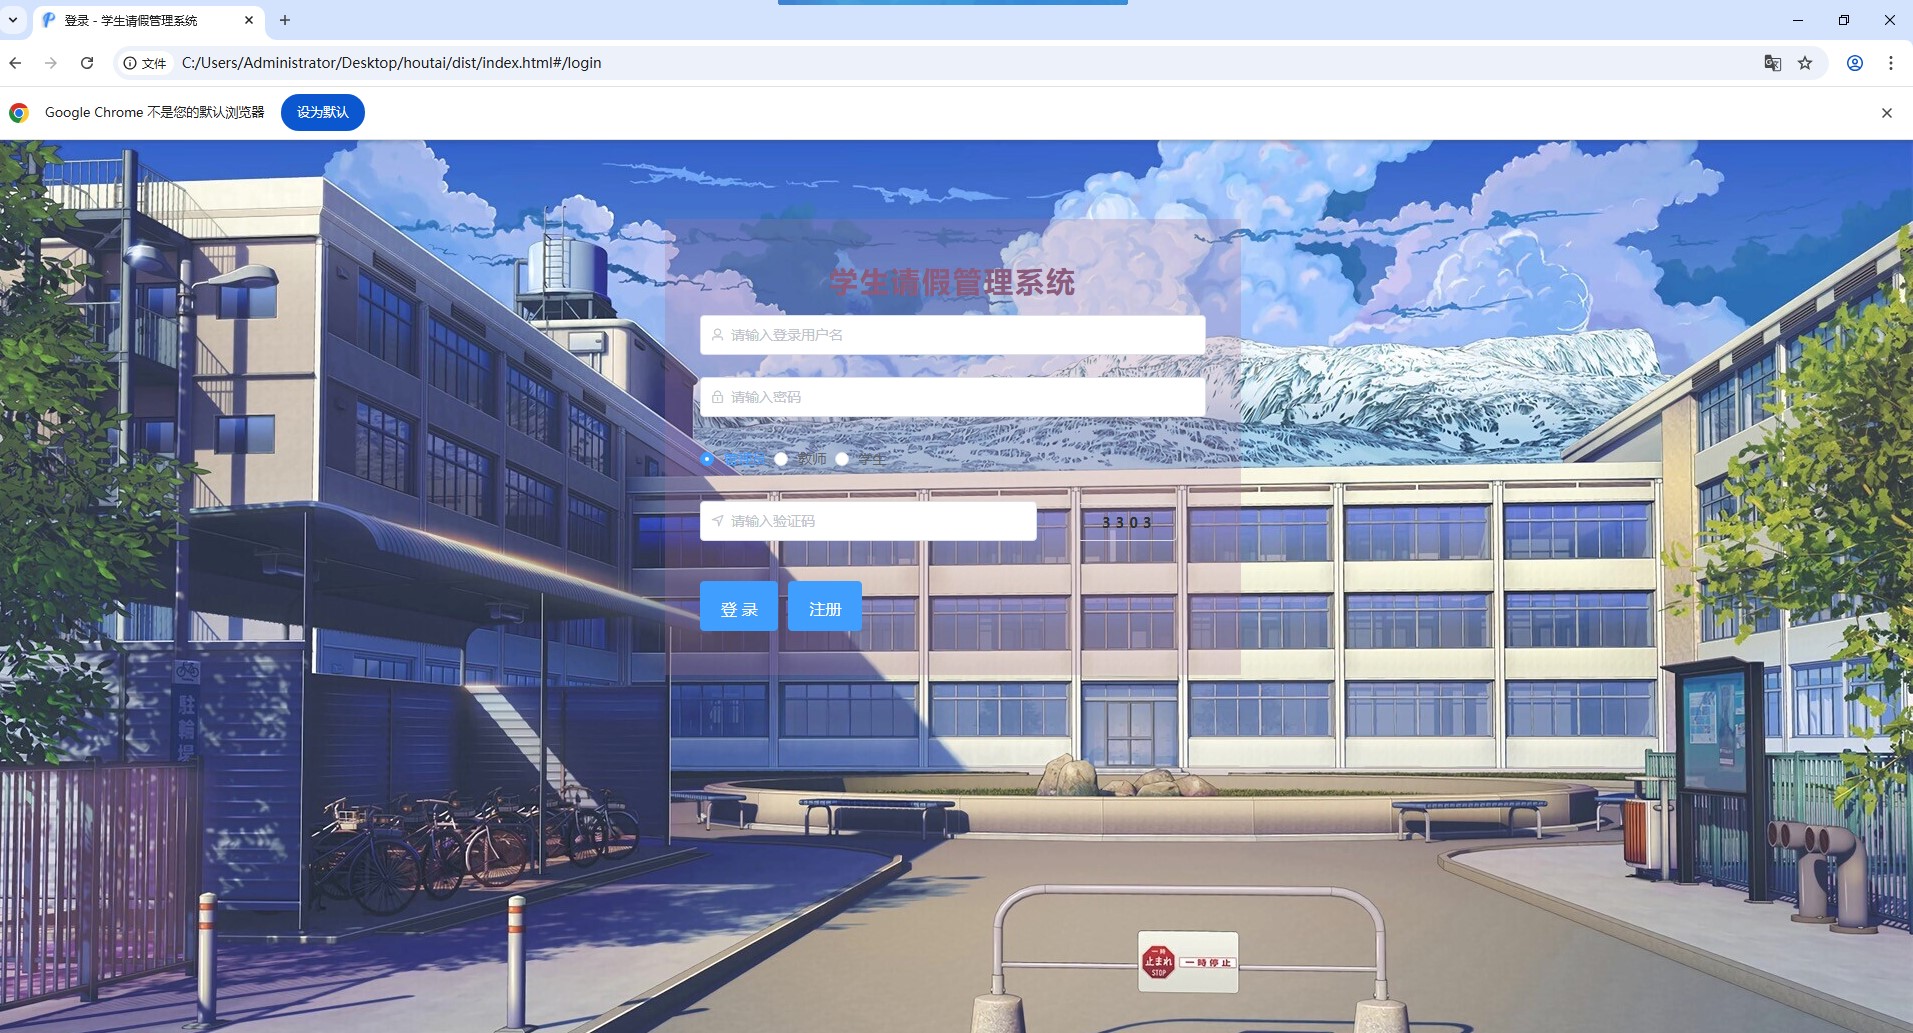 登录 - 学生请假管理系统
文件 C:/Users/Administrator/Desktop/houtai/dist/index.html#/login
Google Chrome 不是您的默认浏览器 设为默认
学生请假管理系统
请输入登录用户名
请输入密码
教师 学生
请输入验证码 3303
登 录 注册
駐
輪
場
一時
止まれ
STOP
一時停止